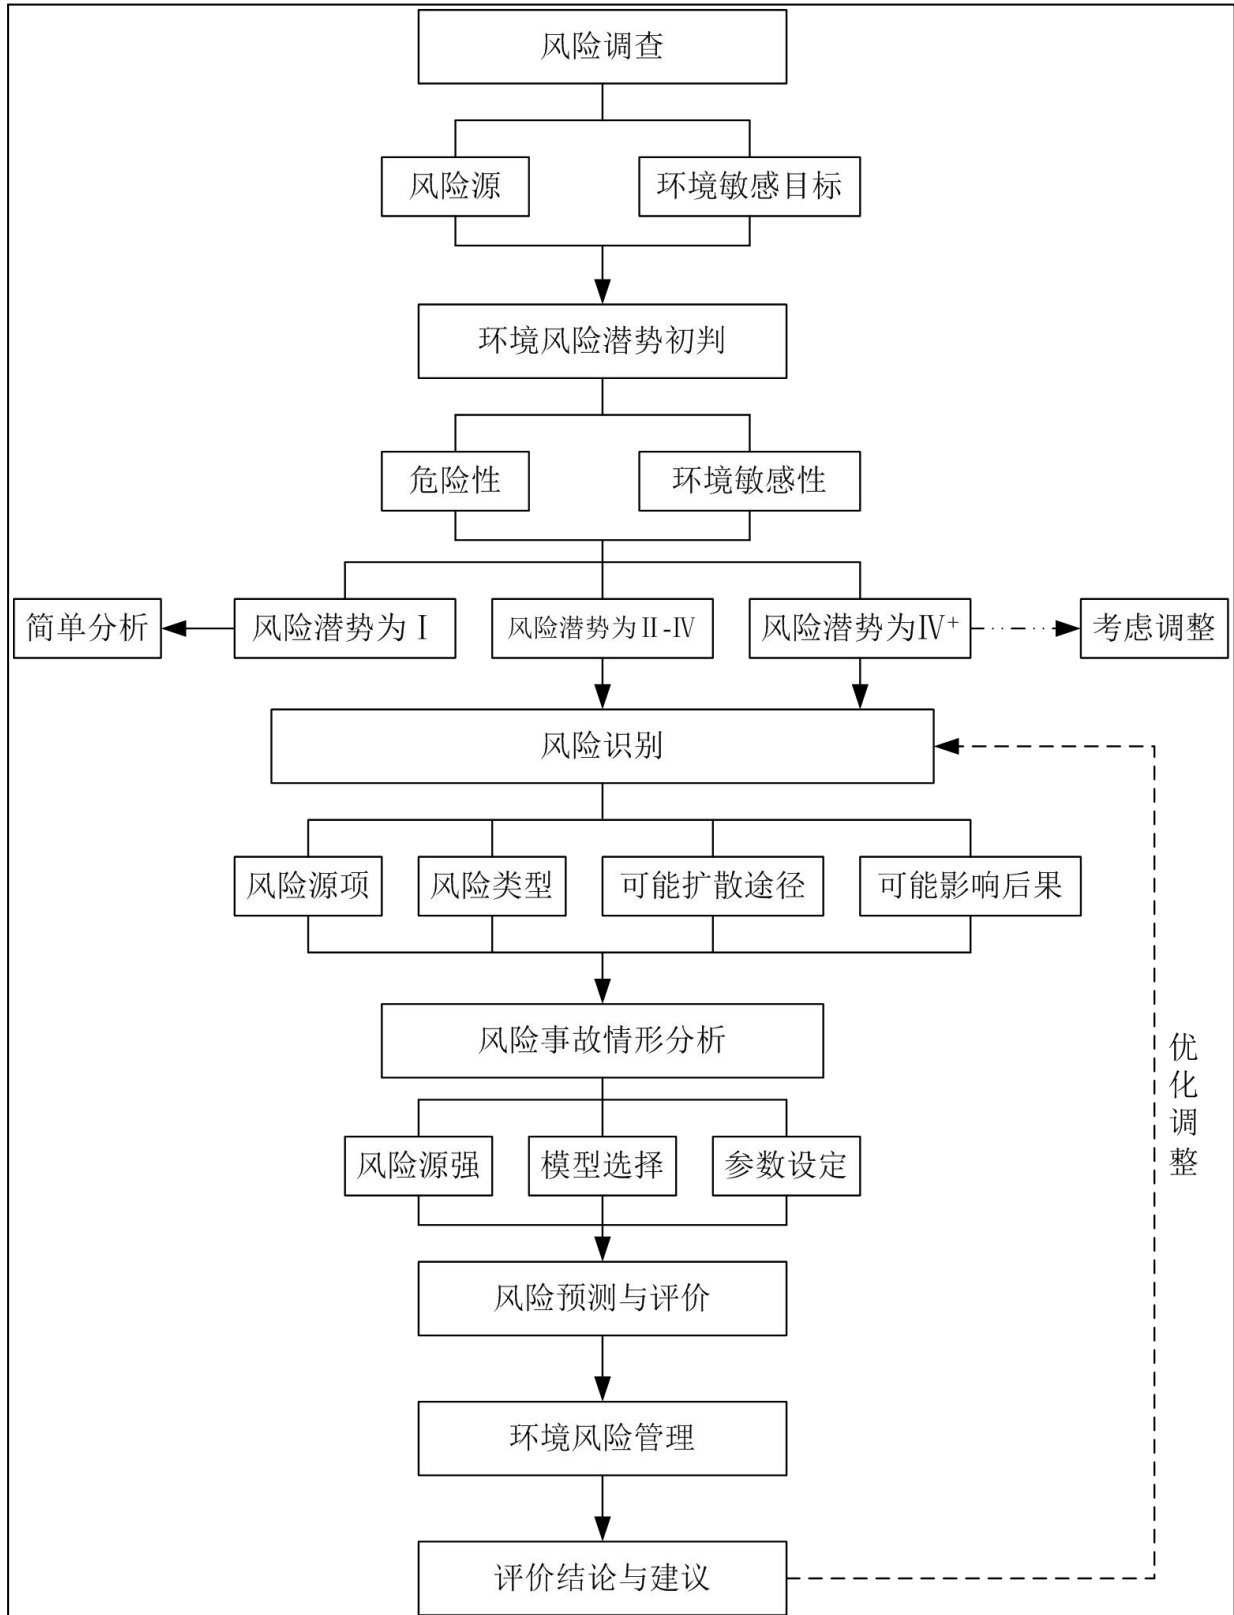 风险调查
风险源
环境敏感目标
环境风险潜势初判
危险性
环境敏感性
简单分析
风险潜势为Ⅰ
风险潜势为Ⅱ-Ⅳ
风险潜势为Ⅳ⁺
考虑调整
风险识别
风险源项
风险类型
可能扩散途径
可能影响后果
风险事故情形分析
优化调整
风险源强
模型选择
参数设定
风险预测与评价
环境风险管理
评价结论与建议